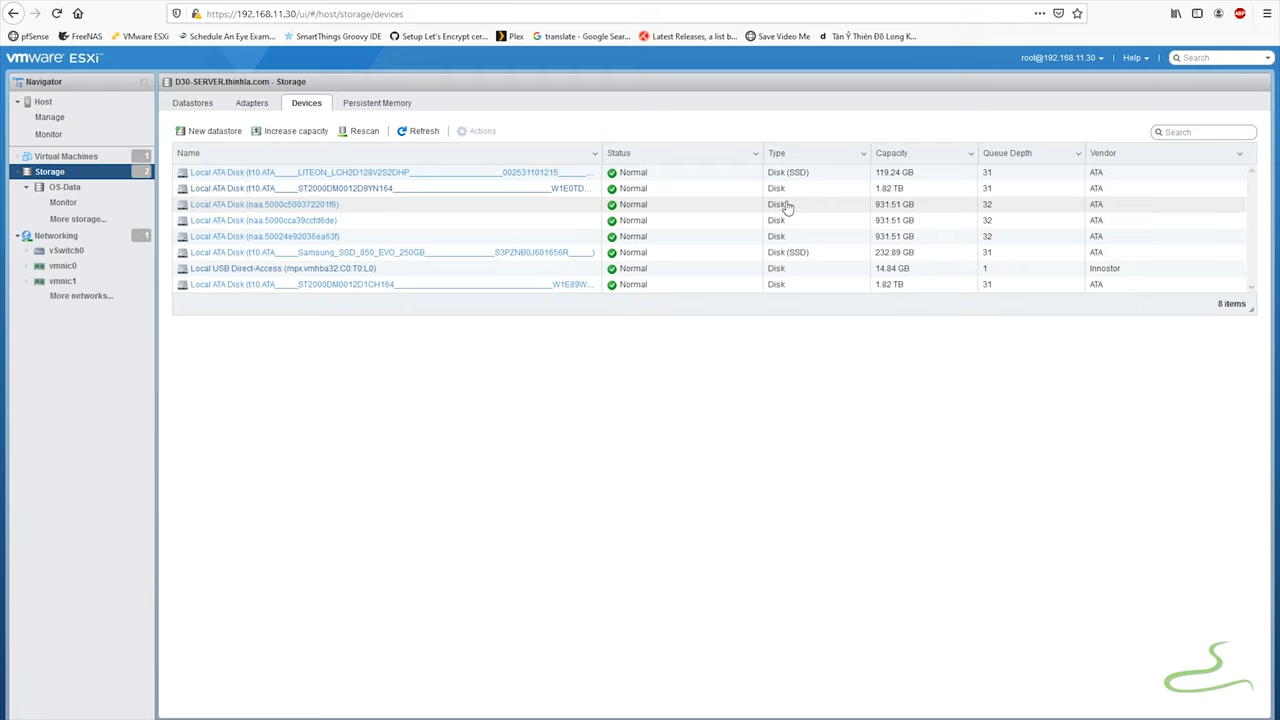 https://192.168.11.30/ui/#/host/storage/devices
pfSense FreeNAS VMware ESXi Schedule An Eye Exam... SmartThings Groovy IDE Setup Let's Encrypt cer... Plex translate - Google Sear... Latest Releases, a list b... Save Video Me Tàn Ý Thiên Đô Long K...
vmware ESXi™ root@192.168.11.30 Help Search
Navigator D30-SERVER.thinhla.com - Storage
Host
Manage
Monitor
Virtual Machines 1
Storage 2
OS-Data
Monitor
More storage...
Networking 1
vSwitch0
vmnic0
vmnic1
More networks...
Datastores Adapters Devices Persistent Memory
New datastore Increase capacity Rescan Refresh Actions Search
Name Status Type Capacity Queue Depth Vendor
Local ATA Disk (t10.ATA_____LITEON_LCH2D128V2S2DHP______________________002531101215______... Normal Disk (SSD) 119.24 GB 31 ATA
Local ATA Disk (t10.ATA_____ST2000DM0012D9YN164__________________________________W1E0TD... Normal Disk 1.82 TB 31 ATA
Local ATA Disk (naa.5000c500372201f6) Normal Disk 931.51 GB 32 ATA
Local ATA Disk (naa.5000cca39ccfd6de) Normal Disk 931.51 GB 32 ATA
Local ATA Disk (naa.50024e92036ea63f) Normal Disk 931.51 GB 32 ATA
Local ATA Disk (t10.ATA_____Samsung_SSD_850_EVO_250GB_______________S3PZNB0J601656R_____) Normal Disk (SSD) 232.89 GB 31 ATA
Local USB Direct-Access (mpx.vmhba32:C0:T0:L0) Normal Disk 14.84 GB 1 Innostor
Local ATA Disk (t10.ATA_____ST2000DM0012D1CH164__________________________________W1E89W... Normal Disk 1.82 TB 31 ATA
8 items